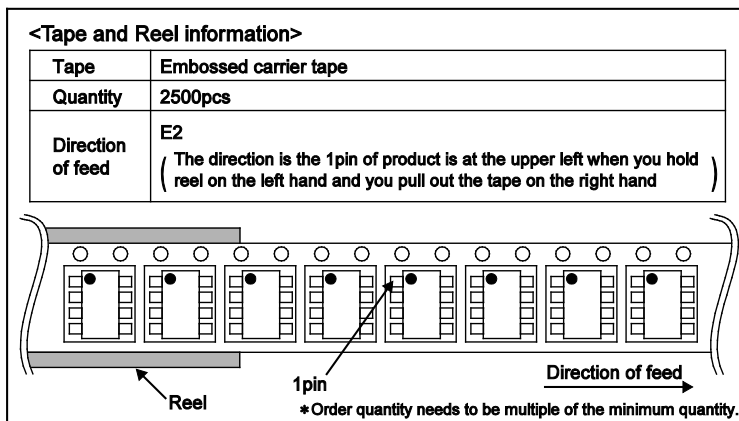 <Tape and Reel information>
Tape Embossed carrier tape
Quantity 2500pcs
Direction of feed E2
( The direction is the 1pin of product is at the upper left when you hold
reel on the left hand and you pull out the tape on the right hand )
Direction of feed
1pin
Reel
*Order quantity needs to be multiple of the minimum quantity.